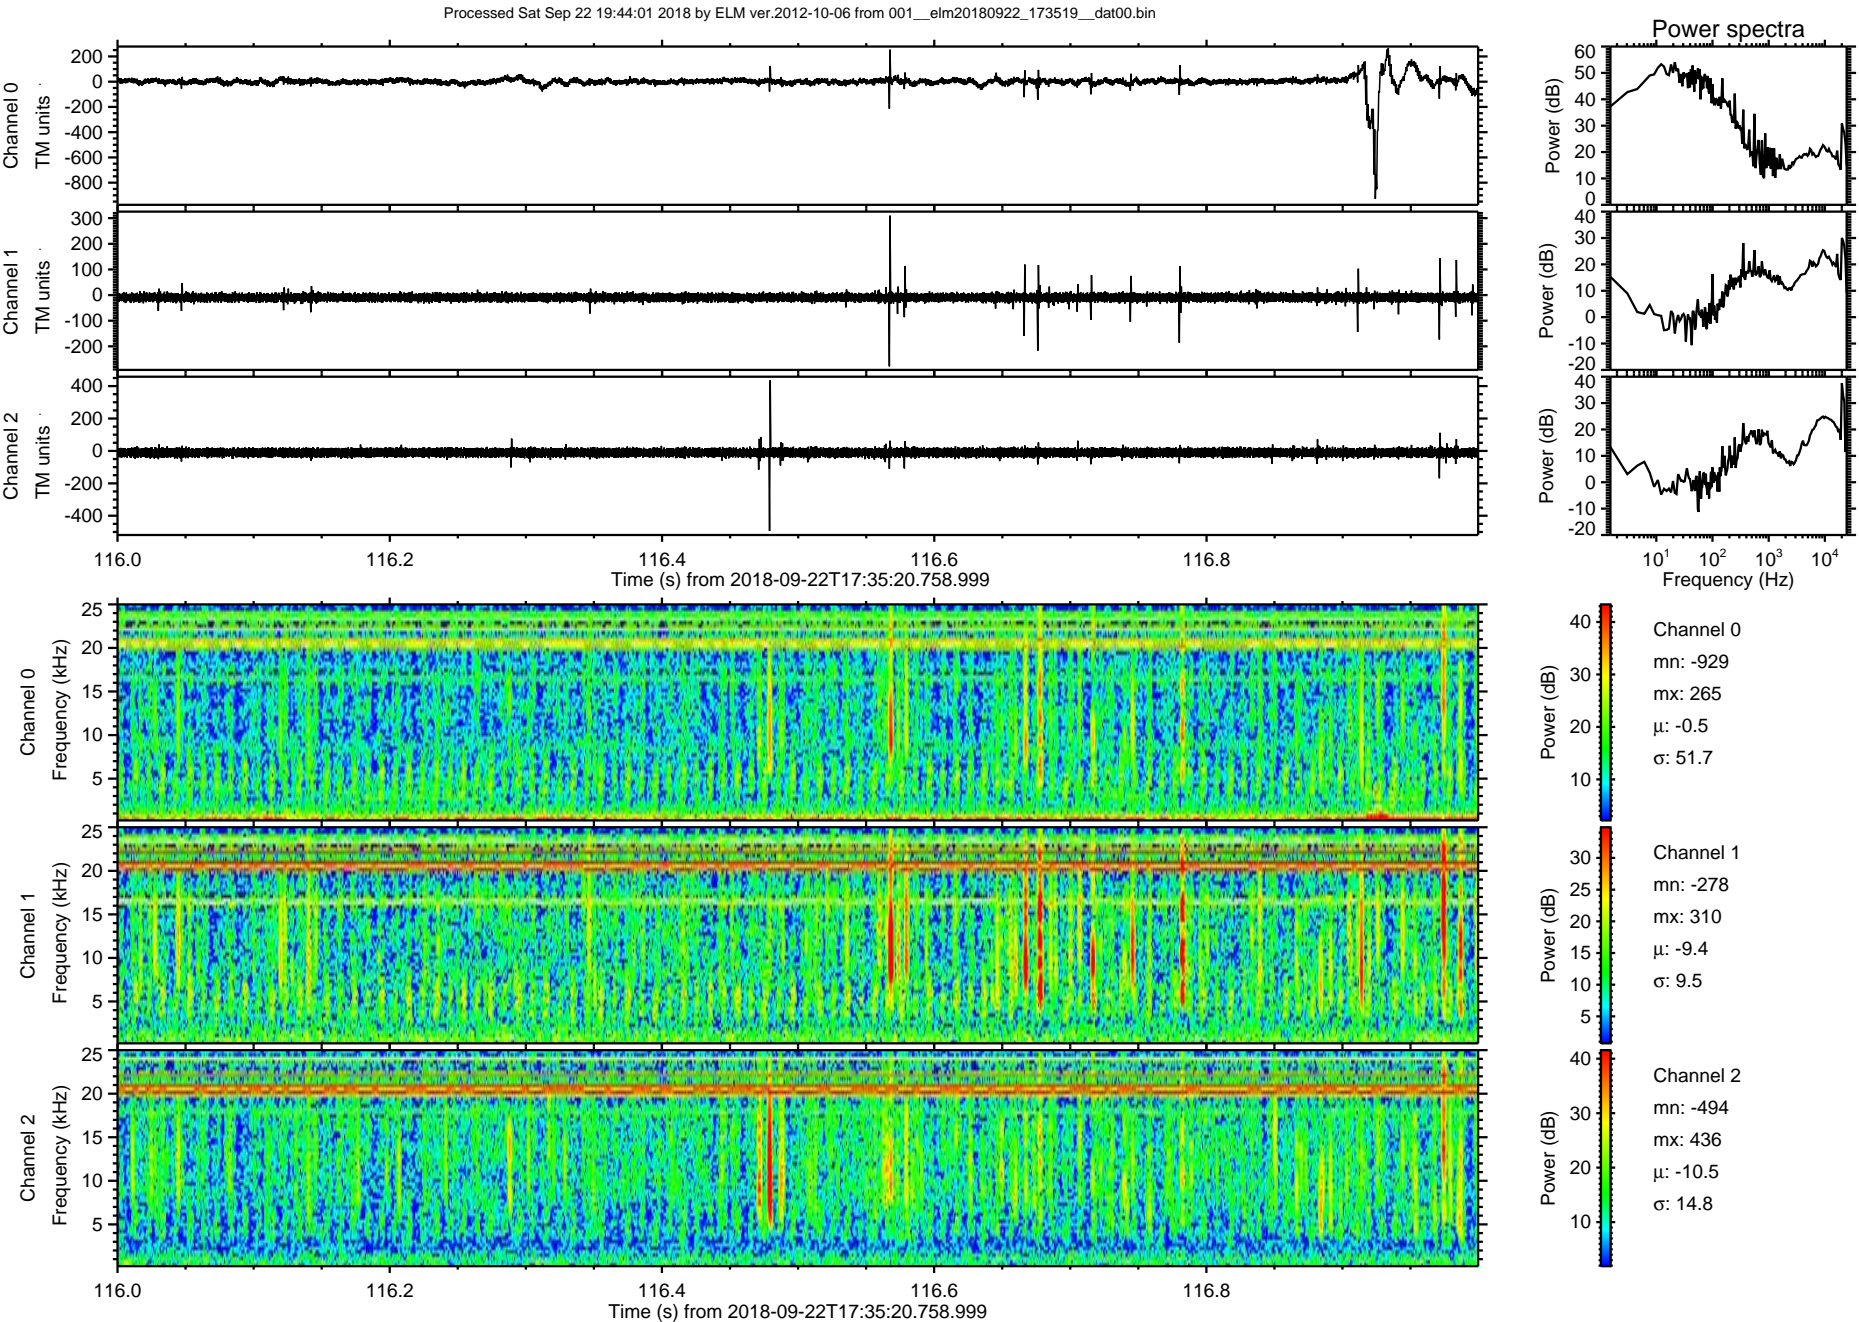 Processed Sat Sep 22 19:44:01 2018 by ELM ver.2012-10-06 from 001__elm20180922_173519__dat00.bin
Power spectra
Channel 0
TM units
200
0
-200
-400
-600
-800
Power (dB)
60
50
40
30
20
10
0
Channel 1
TM units
300
200
100
0
-100
-200
Power (dB)
40
30
20
10
0
-10
-20
Channel 2
TM units
400
200
0
-200
-400
Power (dB)
40
30
20
10
0
-10
-20
116.0 116.2 116.4 116.6 116.8
Time (s) from 2018-09-22T17:35:20.758.999
10^1 10^2 10^3 10^4
Frequency (Hz)
Channel 0
Frequency (kHz)
25
20
15
10
5
Power (dB)
40
30
20
10
Channel 0
mn: -929
mx: 265
μ: -0.5
σ: 51.7
Channel 1
Frequency (kHz)
25
20
15
10
5
Power (dB)
30
25
20
15
10
5
Channel 1
mn: -278
mx: 310
μ: -9.4
σ: 9.5
Channel 2
Frequency (kHz)
25
20
15
10
5
Power (dB)
40
30
20
10
Channel 2
mn: -494
mx: 436
μ: -10.5
σ: 14.8
116.0 116.2 116.4 116.6 116.8
Time (s) from 2018-09-22T17:35:20.758.999